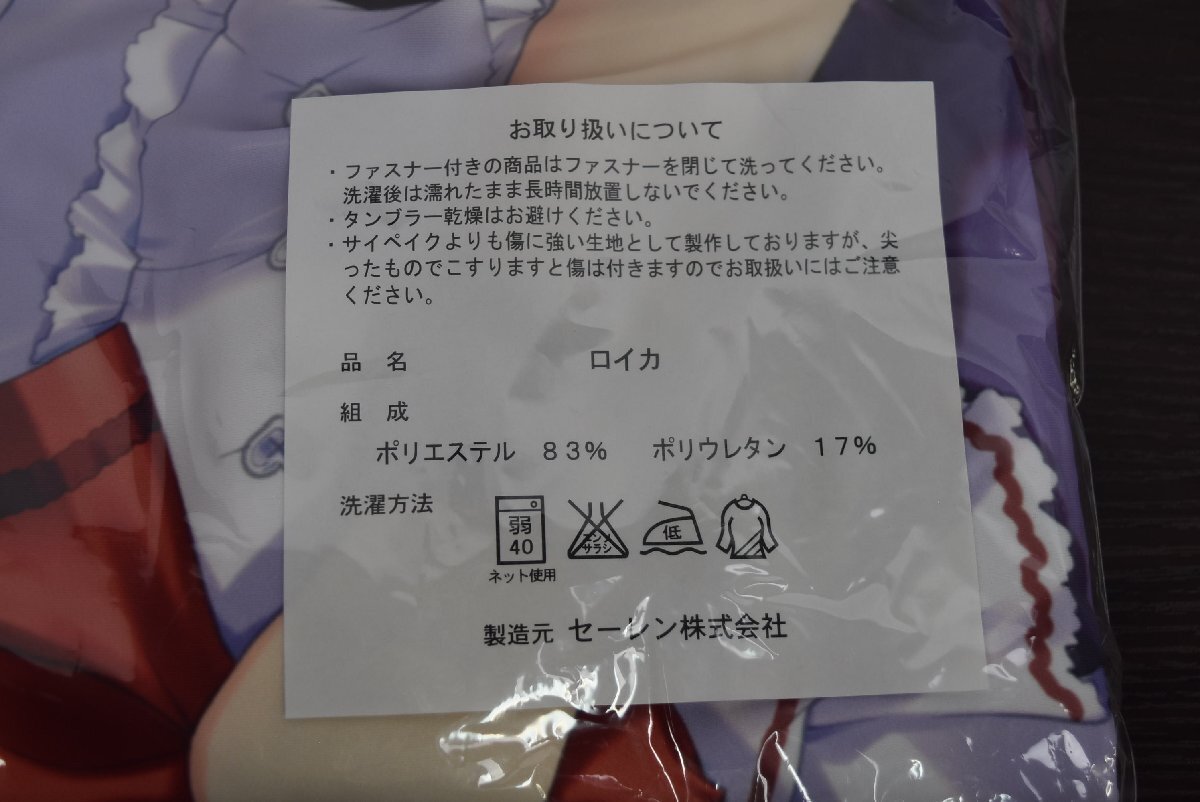 お取り扱いについて
・ファスナー付きの商品はファスナーを閉じて洗ってください。
洗濯後は濡れたまま長時間放置しないでください。
・タンブラー乾燥はお避けください。
・サイペイクよりも傷に強い生地として製作しておりますが、尖
ったものでこすりますと傷は付きますのでお取扱いにはご注意
ください。
品 名 ロイカ
組 成
ポリエステル 83% ポリウレタン 17%
洗濯方法
弱
40
エンソ
サラシ
低
ネット使用
製造元 セーレン株式会社